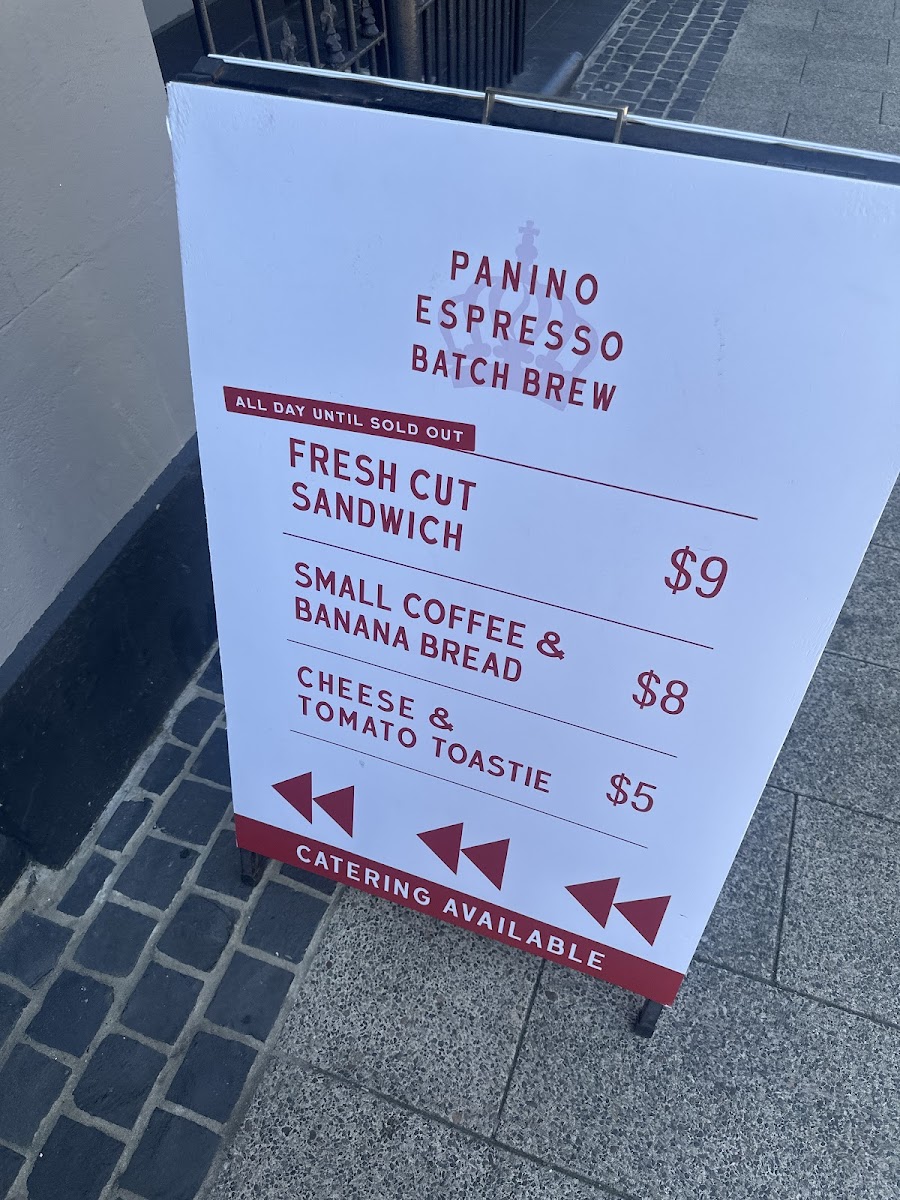 PANINO
ESPRESSO
BATCH BREW
ALL DAY UNTIL SOLD OUT
FRESH CUT
SANDWICH
$9
SMALL COFFEE &
BANANA BREAD
$8
CHEESE &
TOMATO TOASTIE
$5
CATERING AVAILABLE